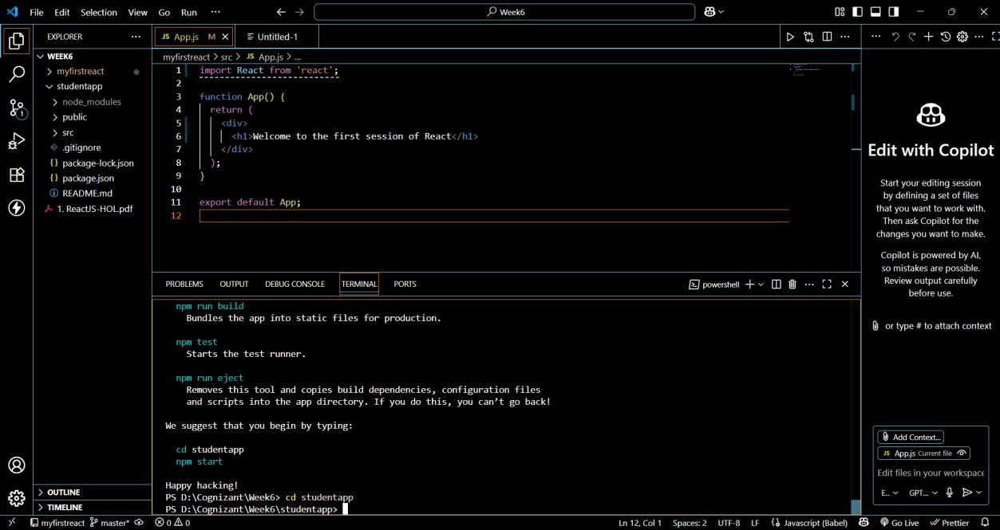 File Edit Selection View Go Run ··· Week6
EXPLORER ···
WEEK6
myfirstreact
studentapp
node_modules
public
src
.gitignore
{} package-lock.json
{} package.json
README.md
1. ReactJS-HOL.pdf
OUTLINE
TIMELINE
JS App.js M Untitled-1
myfirstreact > src > JS App.js > ...
1 import React from 'react';
2
3 function App() {
4 return (
5 <div>
6 <h1>Welcome to the first session of React</h1>
7 </div>
8 );
9 }
10
11 export default App;
12
PROBLEMS OUTPUT DEBUG CONSOLE TERMINAL PORTS powershell
npm run build
Bundles the app into static files for production.
npm test
Starts the test runner.
npm run eject
Removes this tool and copies build dependencies, configuration files
and scripts into the app directory. If you do this, you can’t go back!
We suggest that you begin by typing:
cd studentapp
npm start
Happy hacking!
PS D:\Cognizant\Week6> cd studentapp
PS D:\Cognizant\Week6\studentapp>
Edit with Copilot
Start your editing session
by defining a set of files
that you want to work with.
Then ask Copilot for the
changes you want to make.
Copilot is powered by AI,
so mistakes are possible.
Review output carefully
before use.
or type # to attach context
Add Context...
JS App.js Current file
Edit files in your workspace
E... GPT...
myfirstreact master* 0 0 Ln 12, Col 1 Spaces: 2 UTF-8 LF {} Javascript (Babel) Go Live Prettier
1